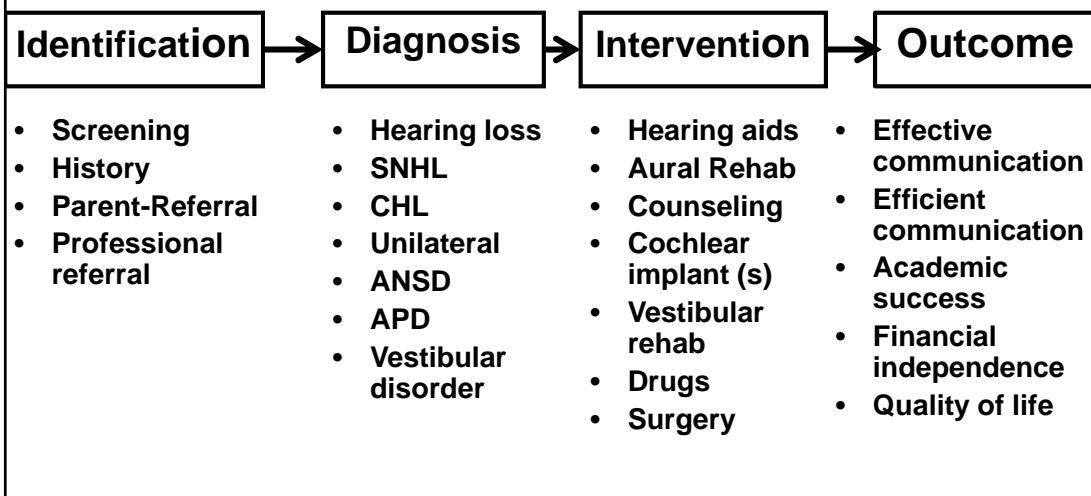 Identification
Diagnosis
Intervention
Outcome
• Screening
• History
• Parent-Referral
• Professional
referral
• Hearing loss
• SNHL
• CHL
• Unilateral
• ANSD
• APD
• Vestibular
disorder
• Hearing aids
• Aural Rehab
• Counseling
• Cochlear
implant (s)
• Vestibular
rehab
• Drugs
• Surgery
• Effective
communication
• Efficient
communication
• Academic
success
• Financial
independence
• Quality of life